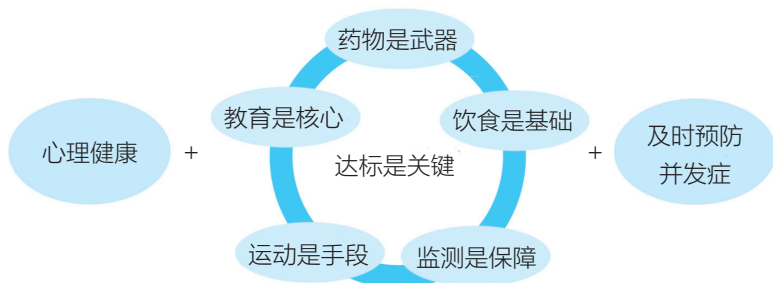 药物是武器
教育是核心
饮食是基础
心理健康
+
达标是关键
+
及时预防
并发症
运动是手段
监测是保障